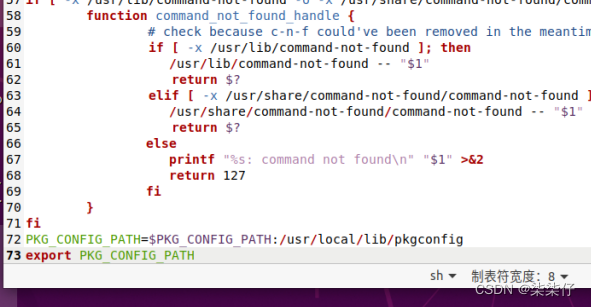 57 if [ -x /usr/lib/command-not-found -o -x /usr/share/command-not-found/comm
58 function command_not_found_handle {
59 # check because c-n-f could've been removed in the meantim
60 if [ -x /usr/lib/command-not-found ]; then
61 /usr/lib/command-not-found -- "$1"
62 return $?
63 elif [ -x /usr/share/command-not-found/command-not-found ]
64 /usr/share/command-not-found/command-not-found -- "$1"
65 return $?
66 else
67 printf "%s: command not found\n" "$1" >&2
68 return 127
69 fi
70 }
71 fi
72 PKG_CONFIG_PATH=$PKG_CONFIG_PATH:/usr/local/lib/pkgconfig
73 export PKG_CONFIG_PATH
sh 制表符宽度：8
CSDN @柒柒仔